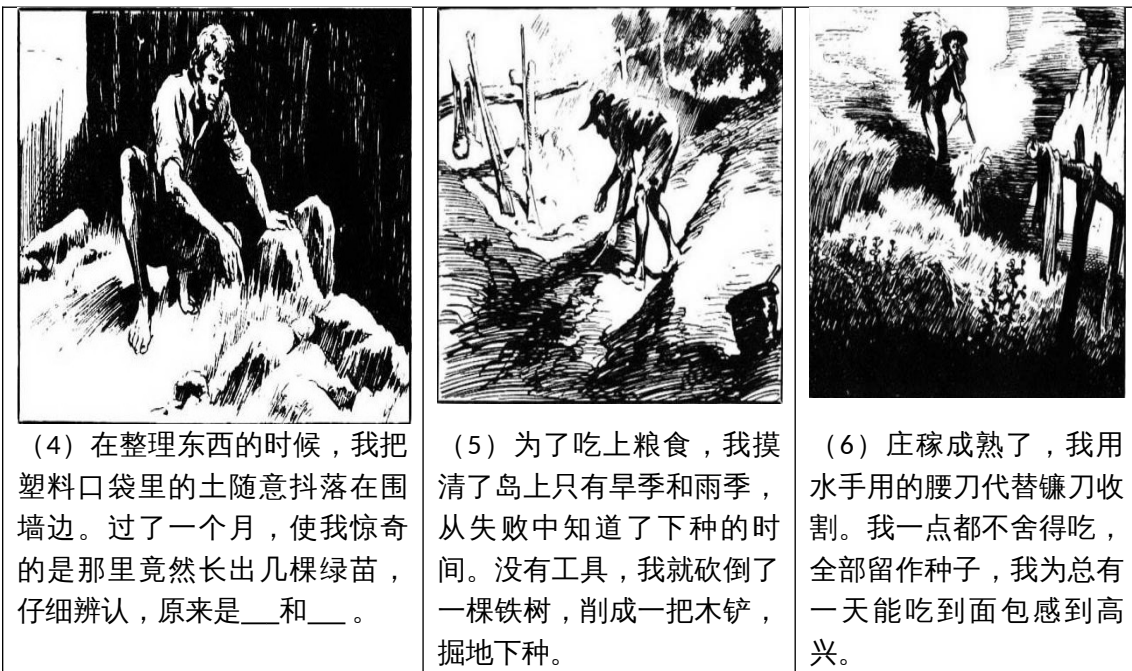 （4）在整理东西的时候，我把
塑料口袋里的土随意抖落在围
墙边。过了一个月，使我惊奇
的是那里竟然长出几棵绿苗，
仔细辨认，原来是___和___ 。
（5）为了吃上粮食，我摸
清了岛上只有旱季和雨季，
从失败中知道了下种的时
间。没有工具，我就砍倒了
一棵铁树，削成一把木铲，
掘地下种。
（6）庄稼成熟了，我用
水手用的腰刀代替镰刀收
割。我一点都不舍得吃，
全部留作种子，我为总有
一天能吃到面包感到高
兴。